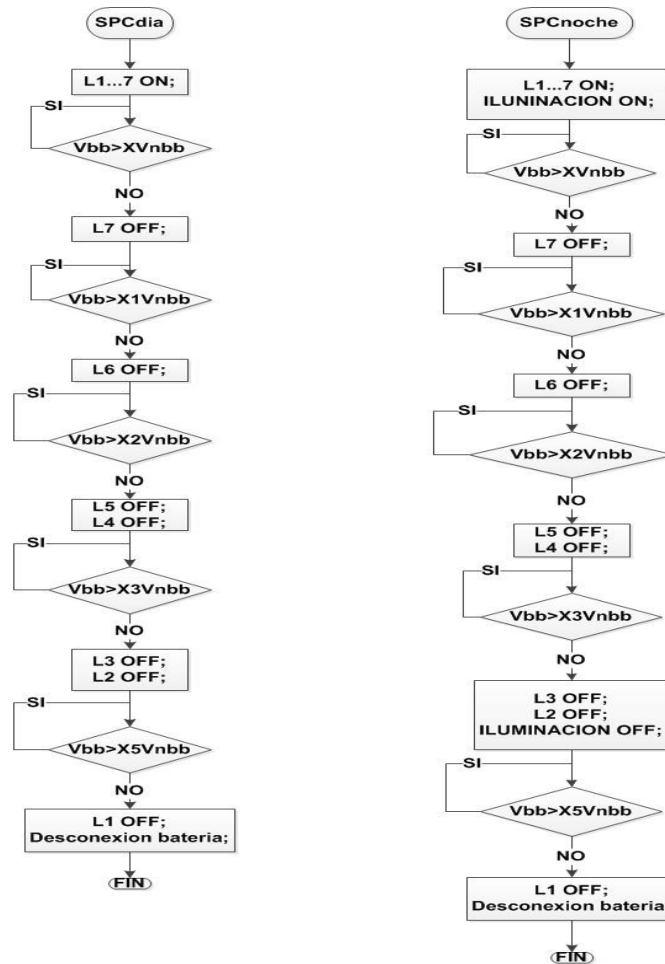 SPCdia
L1...7 ON;
SI
Vbb>XVnbb
NO
L7 OFF;
SI
Vbb>X1Vnbb
NO
L6 OFF;
SI
Vbb>X2Vnbb
NO
L5 OFF;
L4 OFF;
SI
Vbb>X3Vnbb
NO
L3 OFF;
L2 OFF;
SI
Vbb>X5Vnbb
NO
L1 OFF;
Desconexion bateria;
FIN
SPCnoche
L1...7 ON;
ILUNINACION ON;
SI
Vbb>XVnbb
NO
L7 OFF;
SI
Vbb>X1Vnbb
NO
L6 OFF;
SI
Vbb>X2Vnbb
NO
L5 OFF;
L4 OFF;
SI
Vbb>X3Vnbb
NO
L3 OFF;
L2 OFF;
ILUMINACION OFF;
SI
Vbb>X5Vnbb
NO
L1 OFF;
Desconexion bateria
FIN